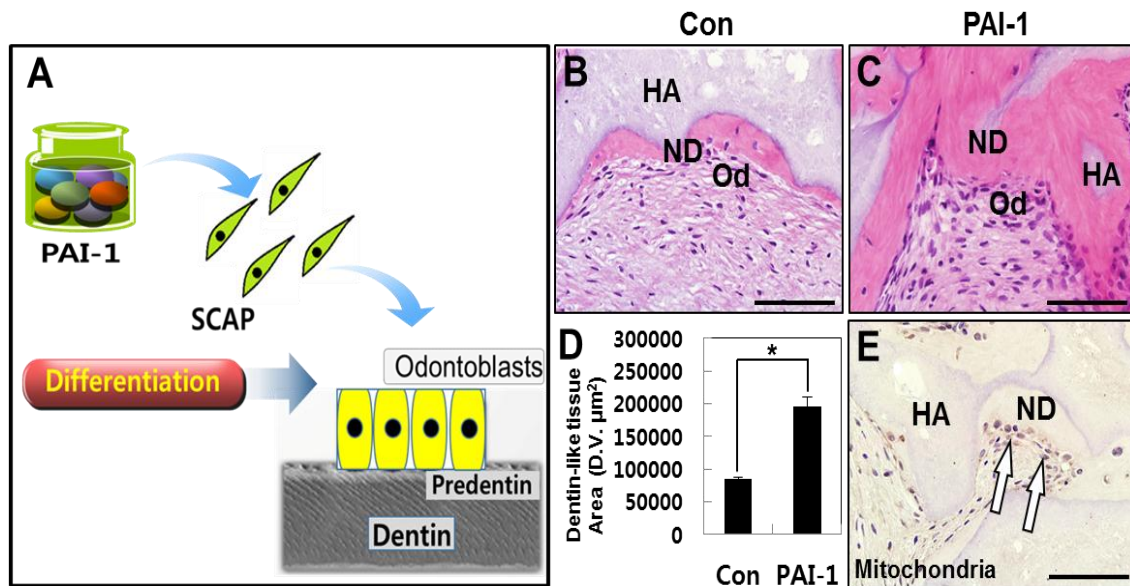 Con
PAI-1
A
PAI-1
SCAP
Differentiation
Odontoblasts
Predentin
Dentin
B
HA
ND
Od
C
ND
HA
Od
D
Dentin-like tissue
Area (D.V. µm²)
300000
250000
200000
150000
100000
50000
0
*
Con PAI-1
E
HA
ND
Mitochondria